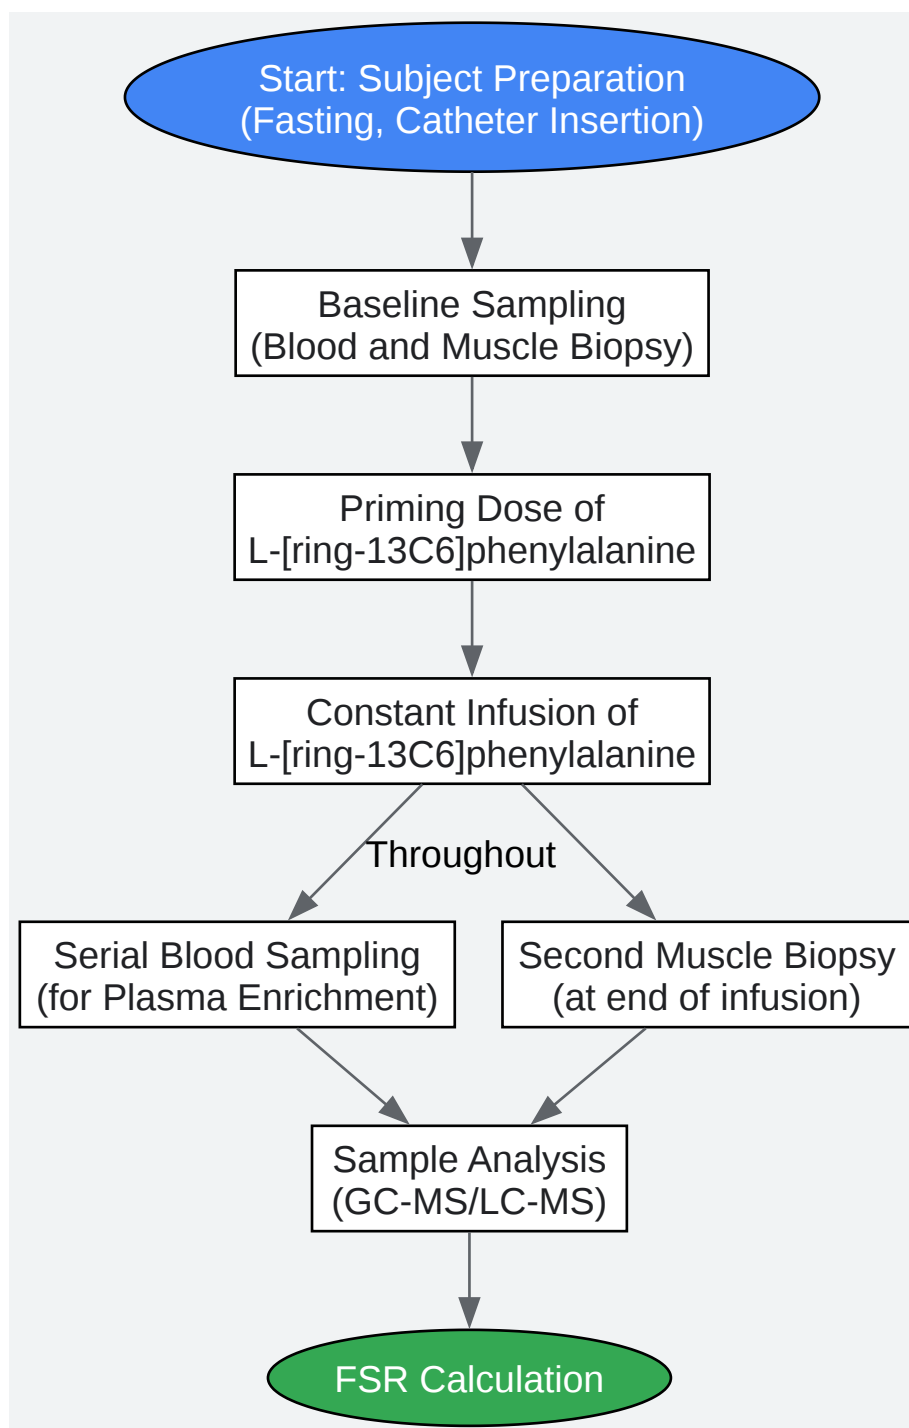 Start: Subject Preparation
(Fasting, Catheter Insertion)
Baseline Sampling
(Blood and Muscle Biopsy)
Priming Dose of
L-[ring-13C6]phenylalanine
Constant Infusion of
L-[ring-13C6]phenylalanine
Throughout
Serial Blood Sampling
(for Plasma Enrichment)
Second Muscle Biopsy
(at end of infusion)
Sample Analysis
(GC-MS/LC-MS)
FSR Calculation